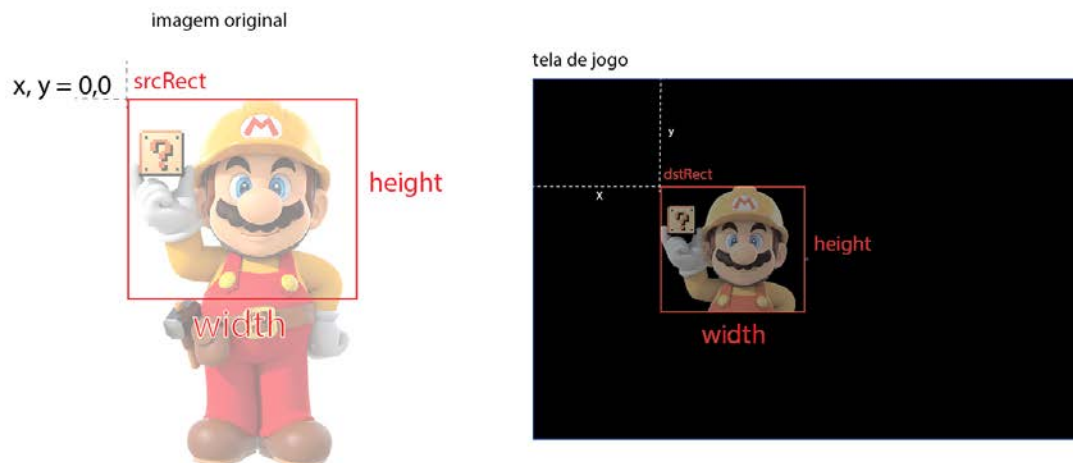 imagem original
x, y = 0,0
srcRect
M
?
height
width
tela de jogo
y
x
dstRect
M
?
height
width